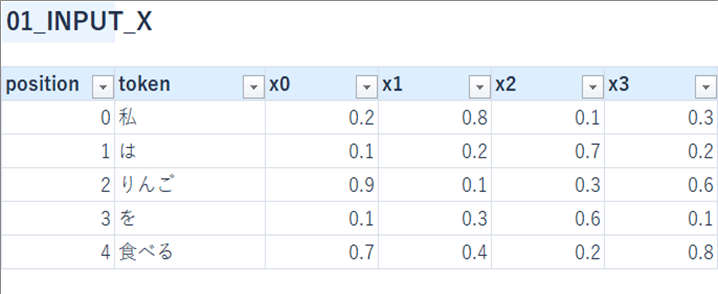 01_INPUT_X
position token x0 x1 x2 x3
0 私 0.2 0.8 0.1 0.3
1 は 0.1 0.2 0.7 0.2
2 りんご 0.9 0.1 0.3 0.6
3 を 0.1 0.3 0.6 0.1
4 食べる 0.7 0.4 0.2 0.8